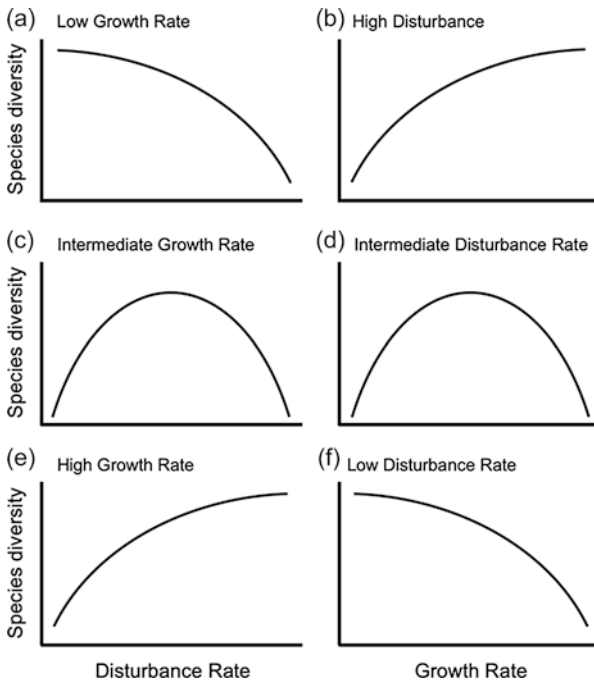 (a) Low Growth Rate
(b) High Disturbance
Species diversity
(c) Intermediate Growth Rate
(d) Intermediate Disturbance Rate
Species diversity
(e) High Growth Rate
(f) Low Disturbance Rate
Species diversity
Disturbance Rate
Growth Rate